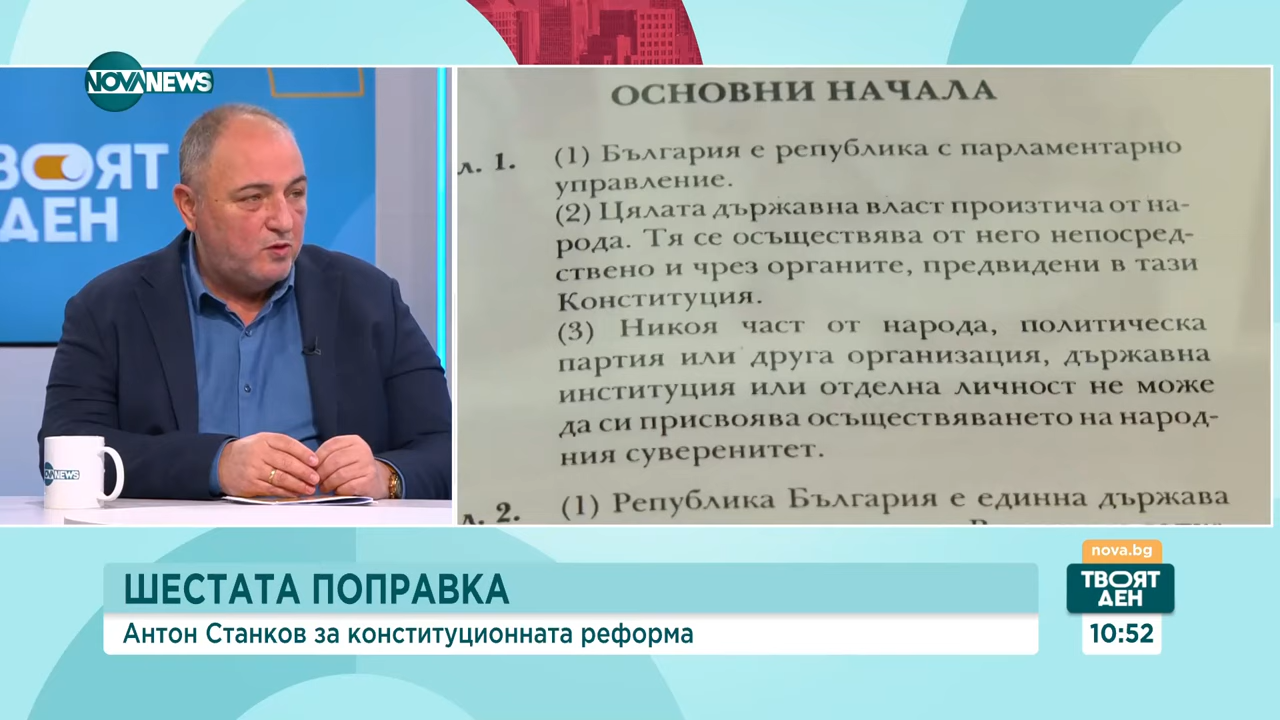 NOVA NEWS
ТВОЯТ
ДЕН
NOVA NEWS
ОСНОВНИ НАЧАЛА
л. 1. (1) България е република с парламентарно
управление.
(2) Цялата държавна власт произтича от на-
рода. Тя се осъществява от него непосред-
ствено и чрез органите, предвидени в тази
Конституция.
(3) Никоя част от народа, политическа
партия или друга организация, държавна
институция или отделна личност не може
да си присвоява осъществяването на народ-
ния суверенитет.
л. 2. (1) Република България е единна държава
ШЕСТАТА ПОПРАВКА
Антон Станков за конституционната реформа
nova.bg
ТВОЯТ
ДЕН
10:52